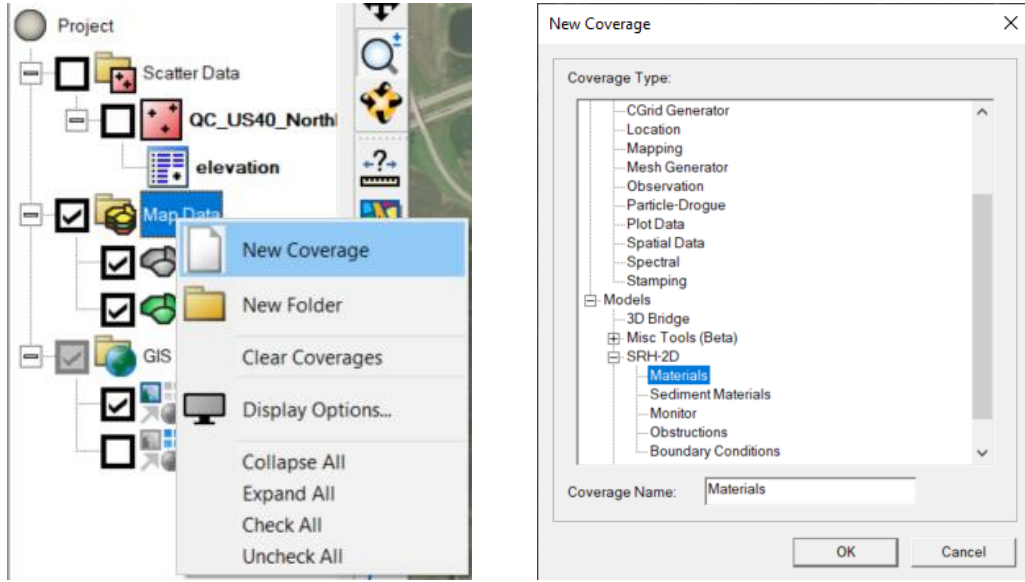 Project
Scatter Data
QC_US40_North
elevation
Map Data
New Coverage
New Folder
Clear Coverages
GIS
Display Options...
Collapse All
Expand All
Check All
Uncheck All
New Coverage
Coverage Type:
CGrid Generator
Location
Mapping
Mesh Generator
Observation
Particle-Drogue
Plot Data
Spatial Data
Spectral
Stamping
Models
3D Bridge
Misc Tools (Beta)
SRH-2D
Materials
Sediment Materials
Monitor
Obstructions
Boundary Conditions
Coverage Name: Materials
OK Cancel